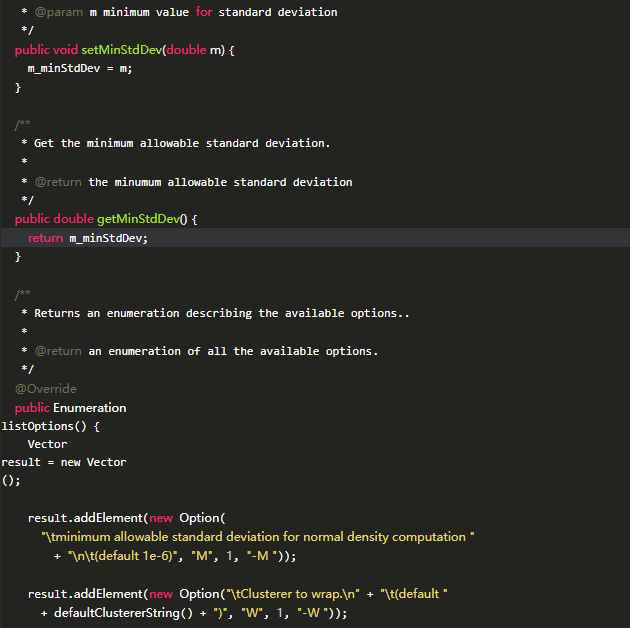 * @param m minimum value for standard deviation
*/
public void setMinStdDev(double m) {
m_minStdDev = m;
}
/**
* Get the minimum allowable standard deviation.
*
* @return the minumum allowable standard deviation
*/
public double getMinStdDev() {
return m_minStdDev;
}
/**
* Returns an enumeration describing the available options..
*
* @return an enumeration of all the available options.
*/
@Override
public Enumeration
listOptions() {
Vector
result = new Vector
();
result.addElement(new Option(
"\tminimum allowable standard deviation for normal density computation "
+ "\n\t(default 1e-6)", "M", 1, "-M "));
result.addElement(new Option("\tClusterer to wrap.\n" + "\t(default "
+ defaultClustererString() + ")", "W", 1, "-W "));